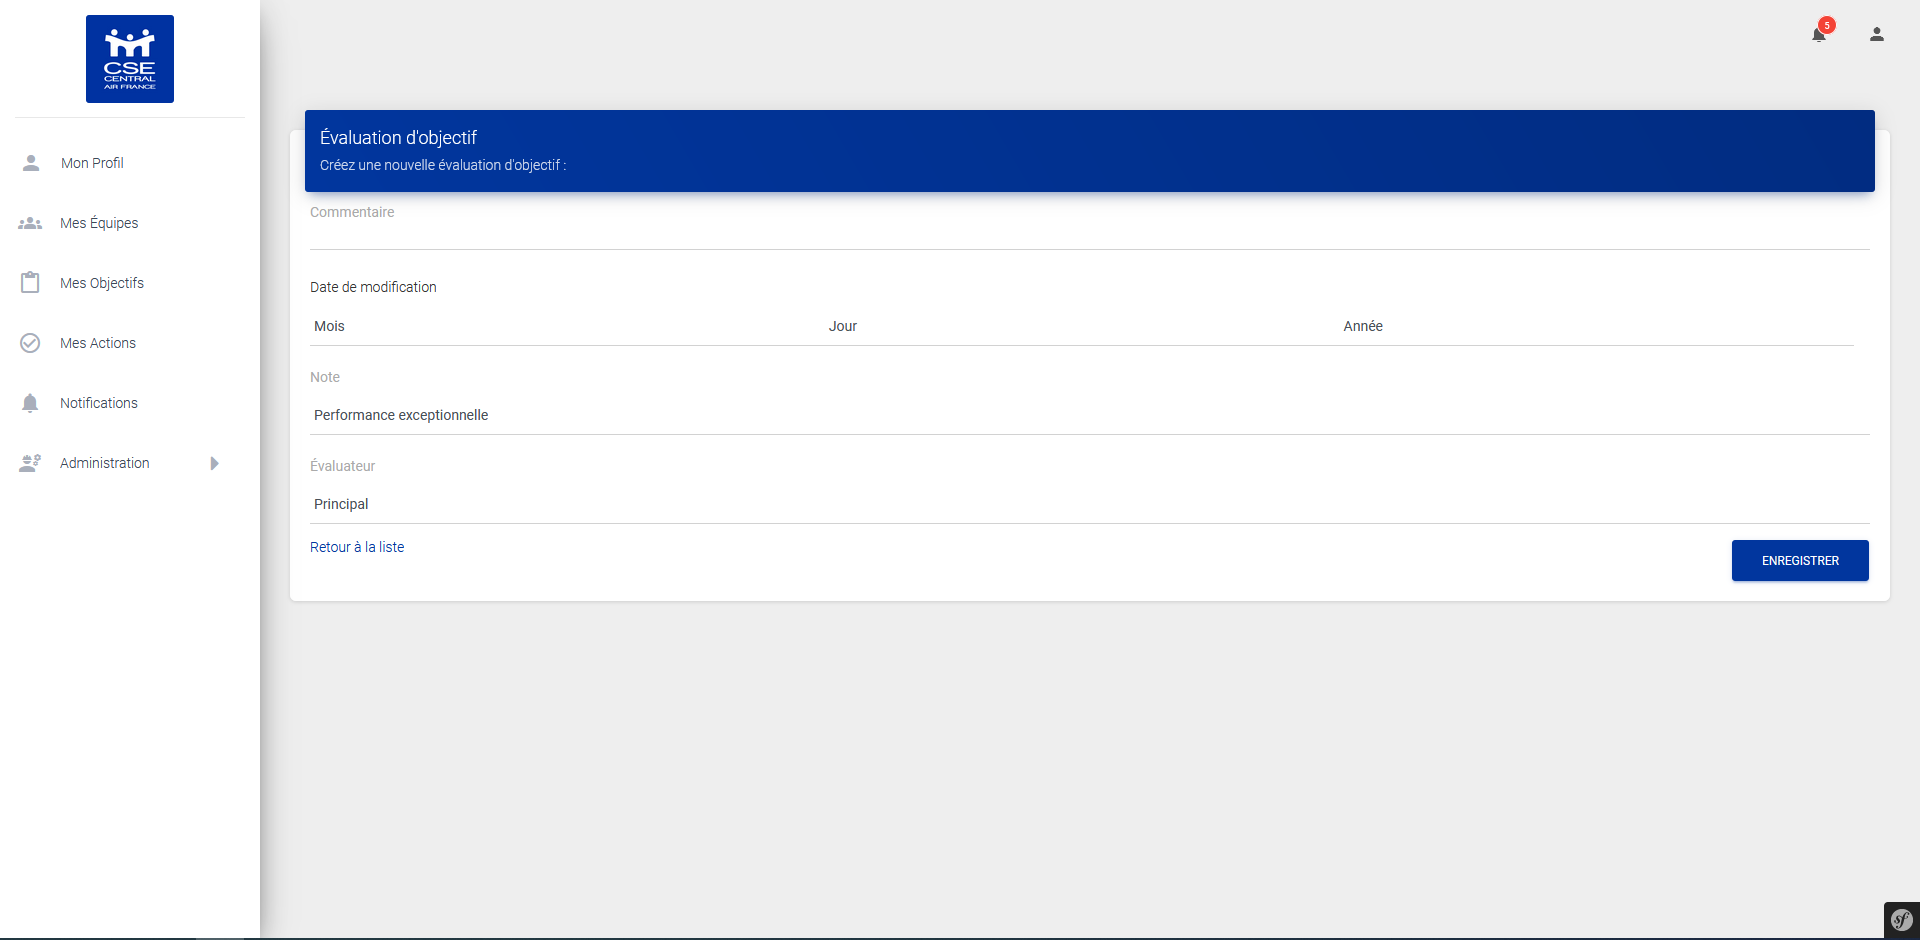 CSE
CENTRAL
AIR FRANCE
Mon Profil
Mes Équipes
Mes Objectifs
Mes Actions
Notifications
Administration
5
Évaluation d'objectif
Créez une nouvelle évaluation d'objectif :
Commentaire
Date de modification
Mois Jour Année
Note
Performance exceptionnelle
Évaluateur
Principal
Retour à la liste
ENREGISTRER
sf